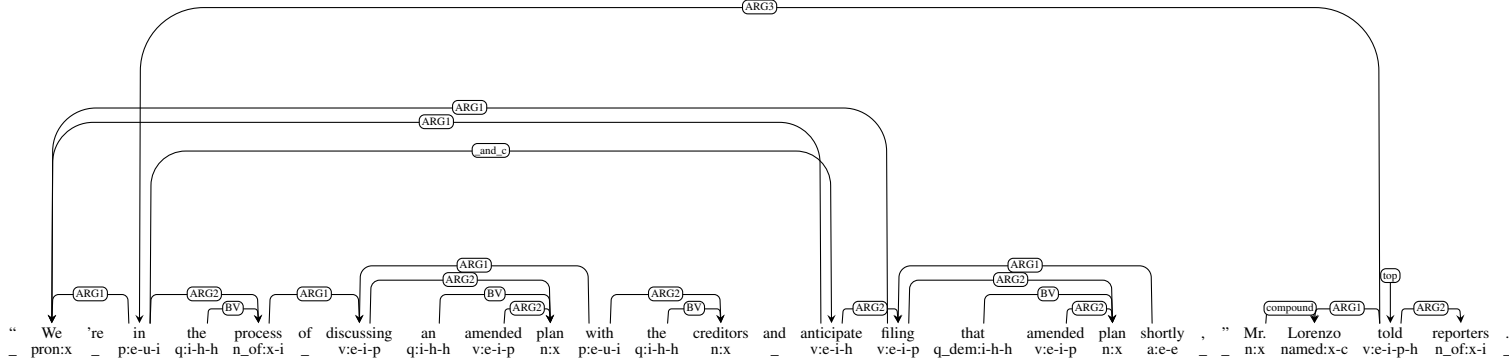 ARG3
ARG1
ARG1
_and_c
ARG1 ARG1
ARG2 ARG2 top
ARG1 ARG2 ARG1 BV ARG2 BV
BV ARG2 BV ARG2 ARG2 compound ARG1 ARG2
“ We 're in the process of discussing an amended plan with the creditors and anticipate filing that amended plan shortly , ” Mr. Lorenzo told reporters
_ pron:x _ p:e-u-i q:i-h-h n_of:x-i _ v:e-i-p q:i-h-h v:e-i-p n:x p:e-u-i q:i-h-h n:x _ v:e-i-h v:e-i-p q_dem:i-h-h v:e-i-p n:x a:e-e _ _ n:x named:x-c v:e-i-p-h n_of:x-i _